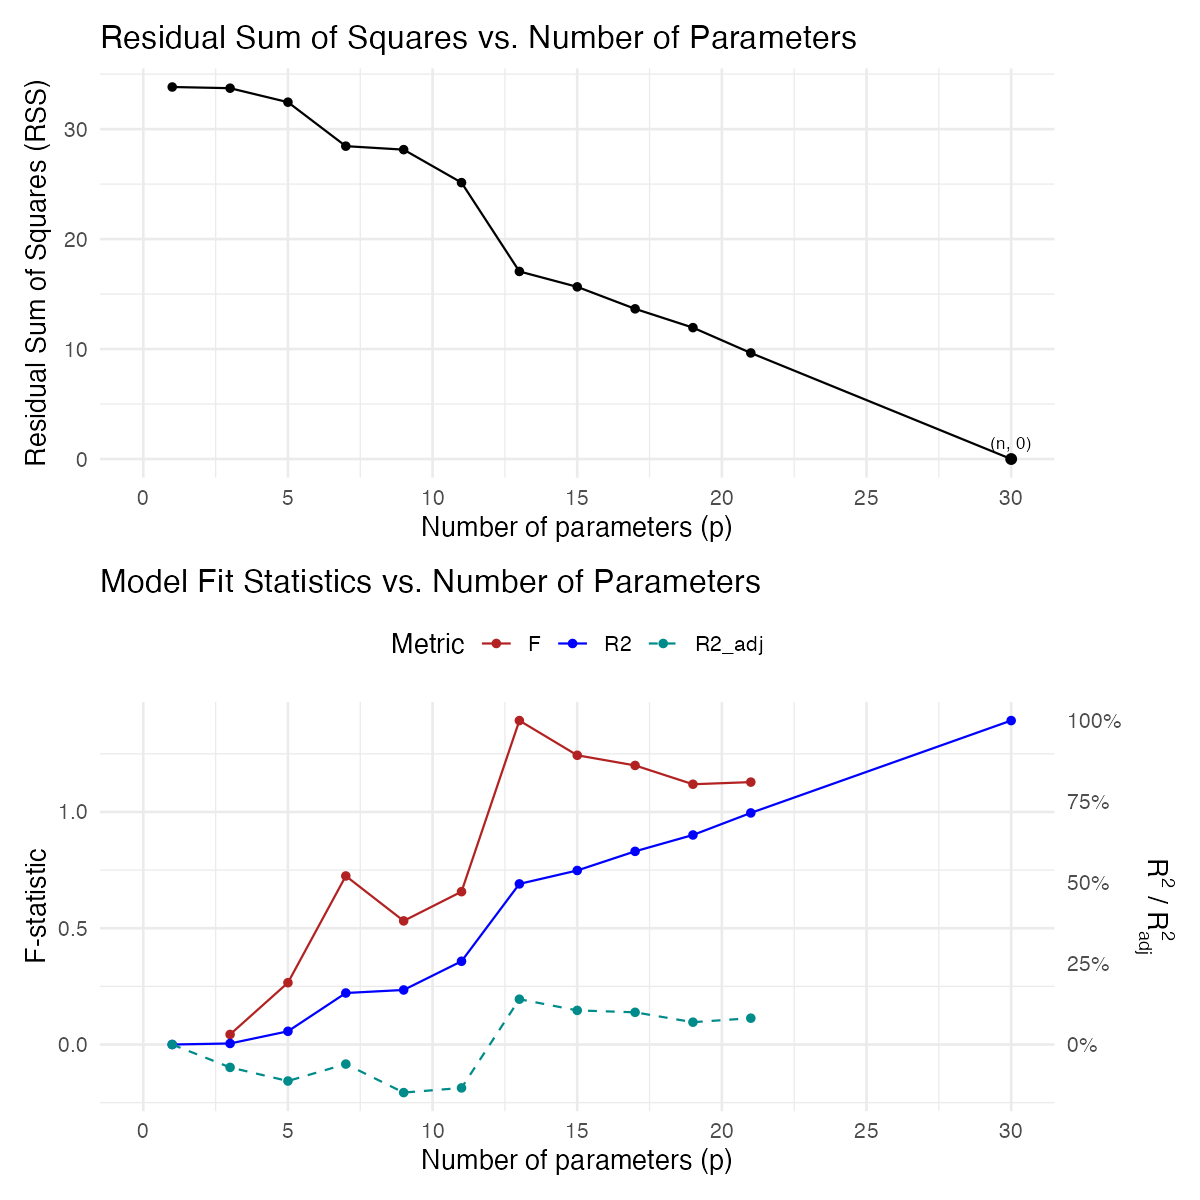 Residual Sum of Squares vs. Number of Parameters
Residual Sum of Squares (RSS)
30
20
10
0
(n, 0)
0 5 10 15 20 25 30
Number of parameters (p)
Model Fit Statistics vs. Number of Parameters
Metric F R2 R2_adj
F-statistic
1.0
0.5
0.0
100%
75%
50%
25%
0%
R² / R²adj
0 5 10 15 20 25 30
Number of parameters (p)